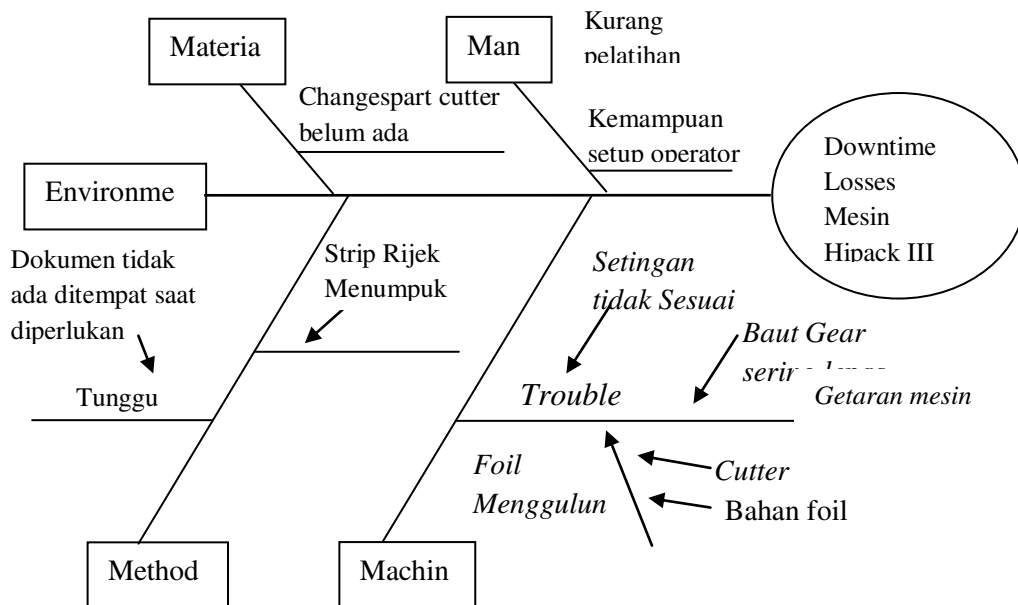 Materia
Man
Kurang
pelatihan
Changespart cutter
belum ada
Kemampuan
setup operator
Environme
Downtime
Losses
Mesin
Hipack III
Dokumen tidak
ada ditempat saat
diperlukan
Strip Rijek
Menumpuk
Setingan
tidak Sesuai
Baut Gear
Tunggu
Trouble
Getaran mesin
Foil
Menggulun
Cutter
Bahan foil
Method
Machin